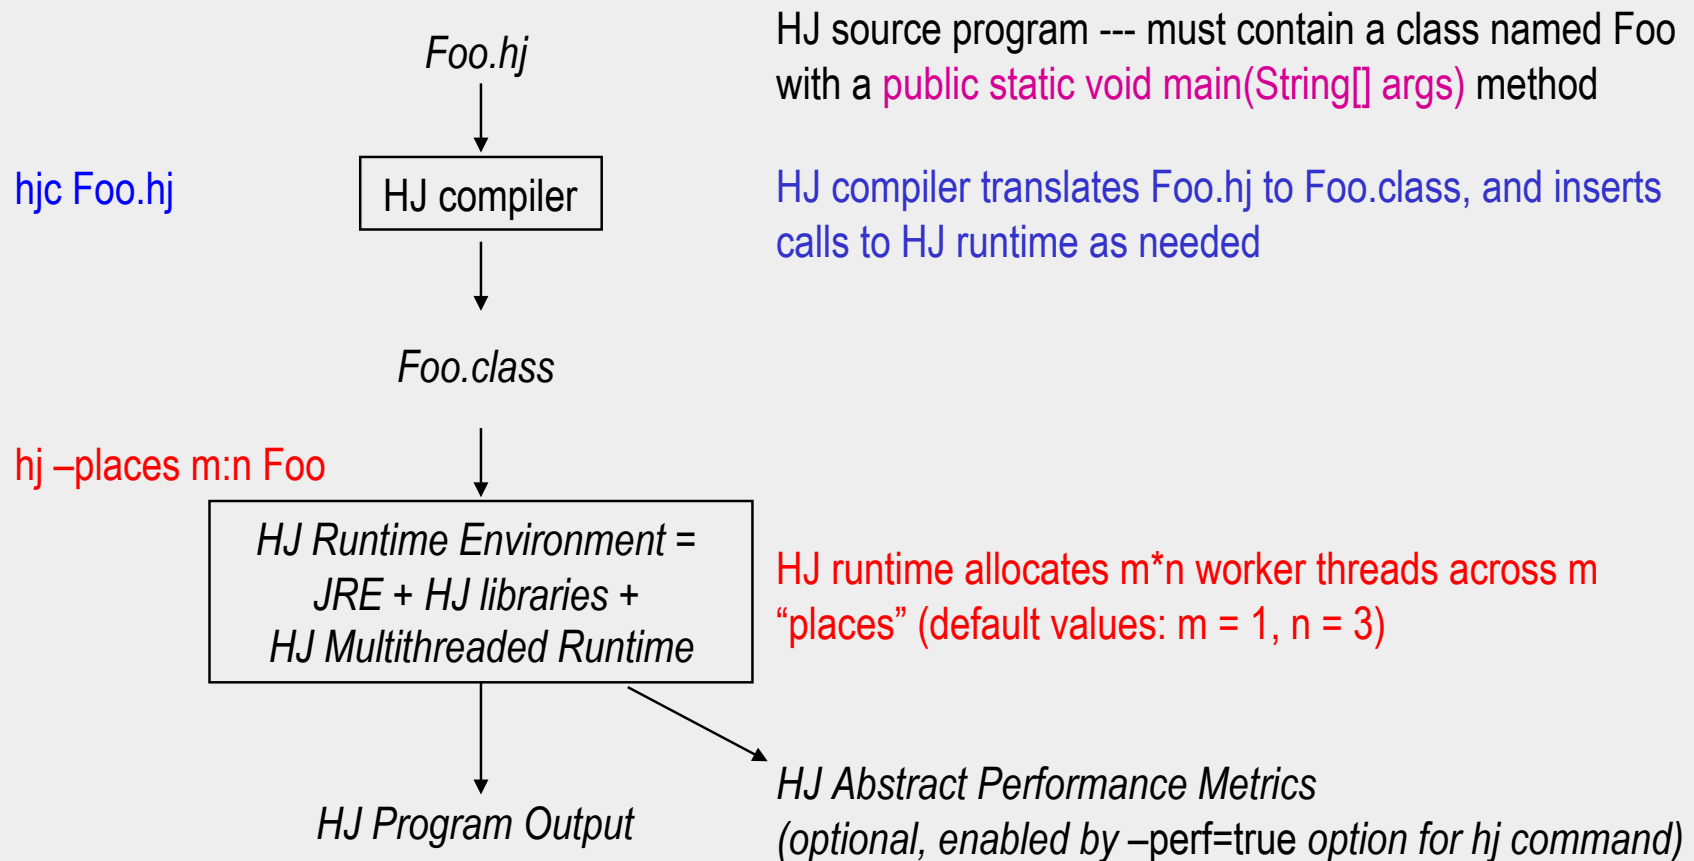 Foo.hj
HJ source program --- must contain a class named Foo
with a public static void main(String[] args) method
hjc Foo.hj
HJ compiler
HJ compiler translates Foo.hj to Foo.class, and inserts
calls to HJ runtime as needed
Foo.class
hj –places m:n Foo
HJ Runtime Environment =
JRE + HJ libraries +
HJ Multithreaded Runtime
HJ runtime allocates m*n worker threads across m
“places” (default values: m = 1, n = 3)
HJ Program Output
HJ Abstract Performance Metrics
(optional, enabled by –perf=true option for hj command)